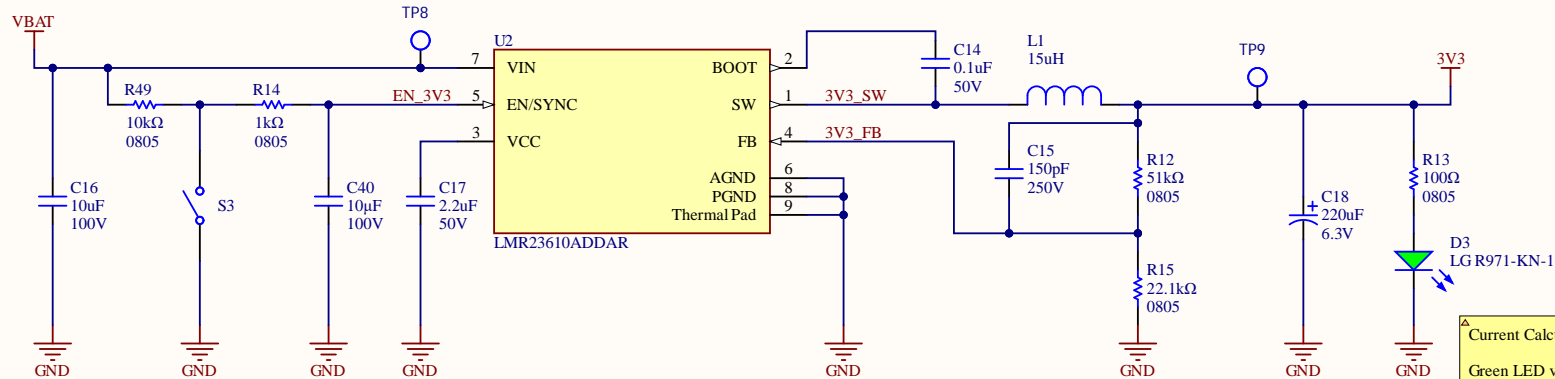 VBAT
TP8
U2
7
VIN
BOOT
2
5
EN/SYNC
SW
1
3
VCC
FB
4
AGND
6
PGND
8
Thermal Pad
9
LMR23610ADDAR
R49
10kΩ
0805
R14
1kΩ
0805
EN_3V3
C16
10uF
100V
S3
C40
10µF
100V
C17
2.2uF
50V
C14
0.1uF
50V
L1
15uH
TP9
3V3
3V3_SW
3V3_FB
C15
150pF
250V
R12
51kΩ
0805
R15
22.1kΩ
0805
C18
220uF
6.3V
R13
100Ω
0805
D3
LG R971-KN-1
GND
GND
GND
GND
GND
GND
GND
GND
Current Calc
Green LED v